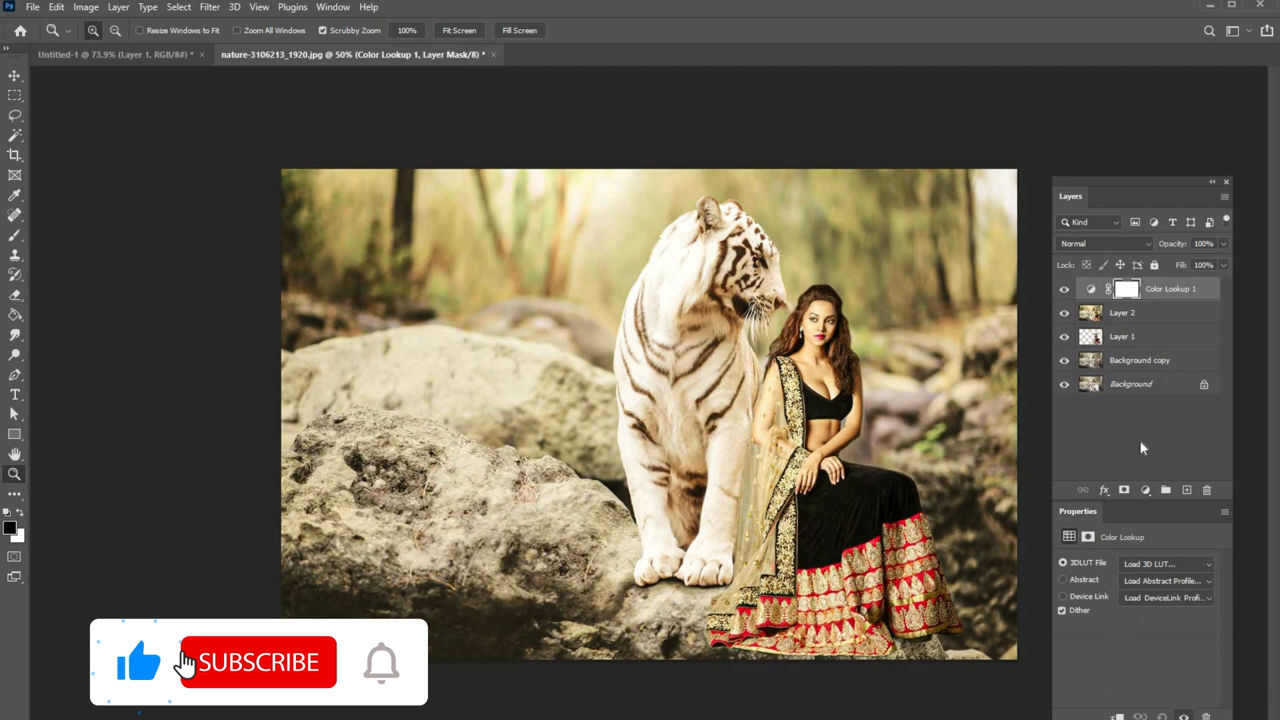 Ps File Edit Image Layer Type Select Filter 3D View Plugins Window Help
Resize Windows to Fit Zoom All Windows Scrubby Zoom 100% Fit Screen Fill Screen
Untitled-1 @ 73.9% (Layer 1, RGB/8#) * × nature-3106213_1920.jpg @ 50% (Color Lookup 1, Layer Mask/8) * ×
Layers
Kind
Normal Opacity: 100%
Lock: Fill: 100%
Color Lookup 1
Layer 2
Layer 1
Background copy
Background
Properties
Color Lookup
3DLUT File Load 3D LUT...
Abstract Load Abstract Profile...
Device Link Load DeviceLink Profi...
Dither
SUBSCRIBE